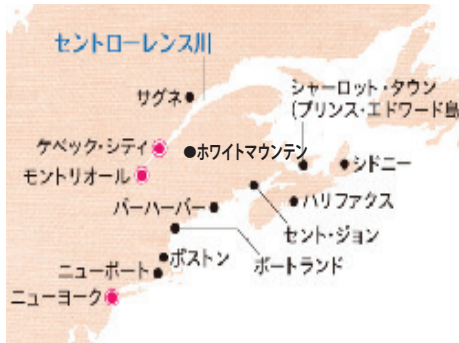 セントローレンス川
サグネ
シャーロット・タウン
(プリンス・エドワード島
ケベック・シティ
ホワイトマウンテン
シドニー
モントリオール
ハリファクス
バーハーバー
セント・ジョン
ボストン
ポートランド
ニューポート
ニューヨーク